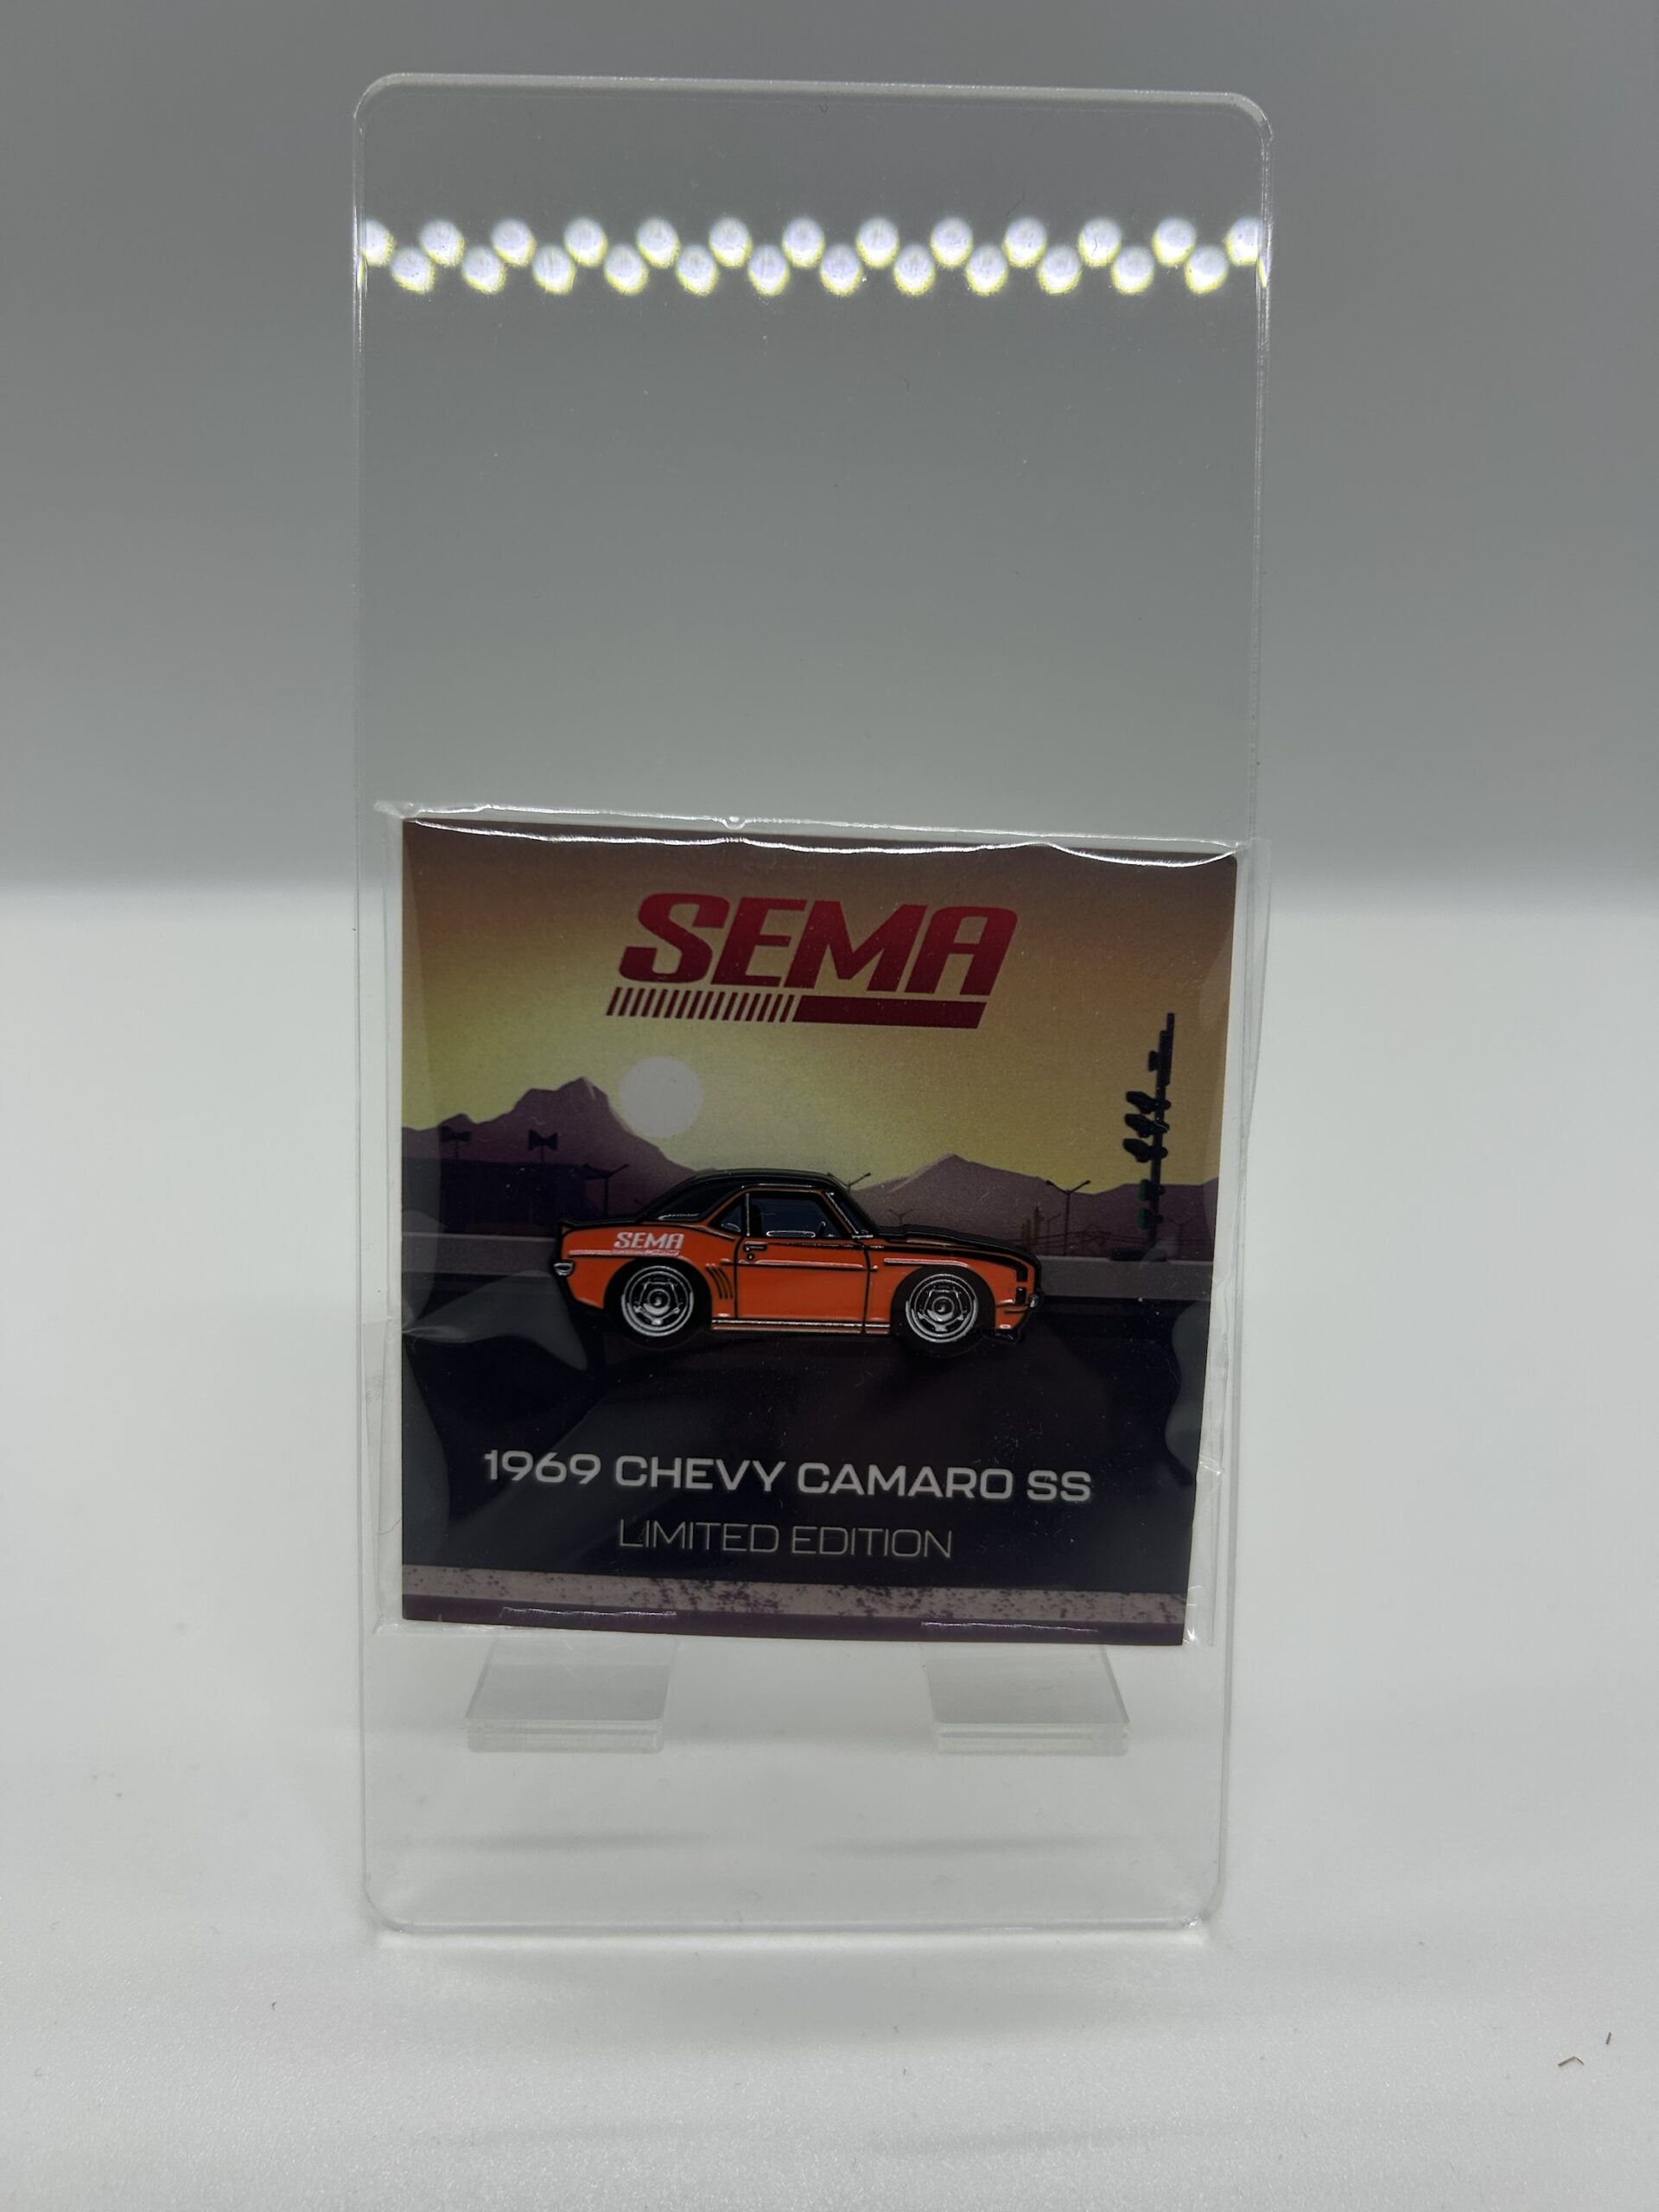 SEMA
SEMA
1969 CHEVY CAMARO SS
LIMITED EDITION